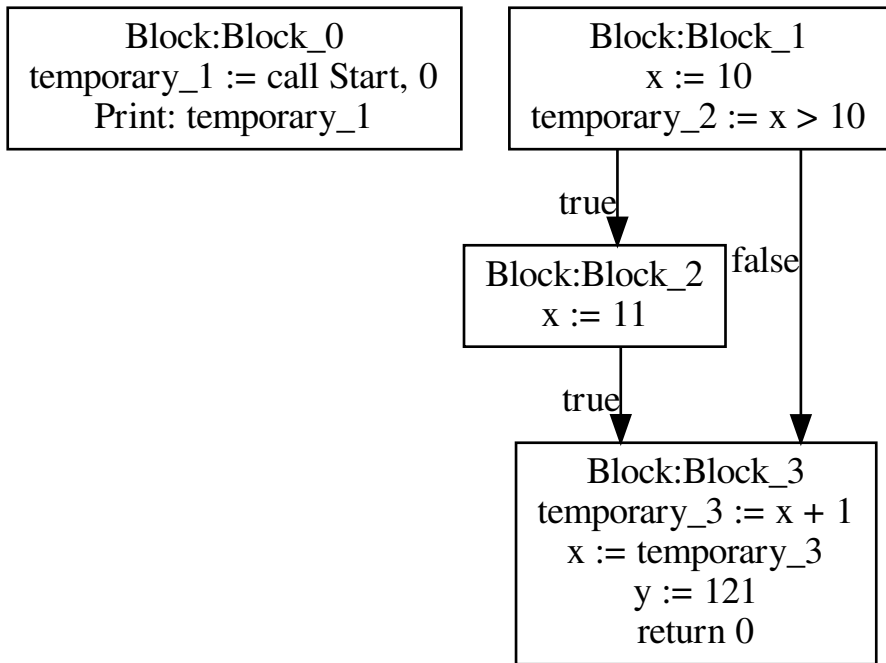 Block:Block_0
temporary_1 := call Start, 0
Print: temporary_1
Block:Block_1
x := 10
temporary_2 := x > 10
true
false
Block:Block_2
x := 11
true
Block:Block_3
temporary_3 := x + 1
x := temporary_3
y := 121
return 0